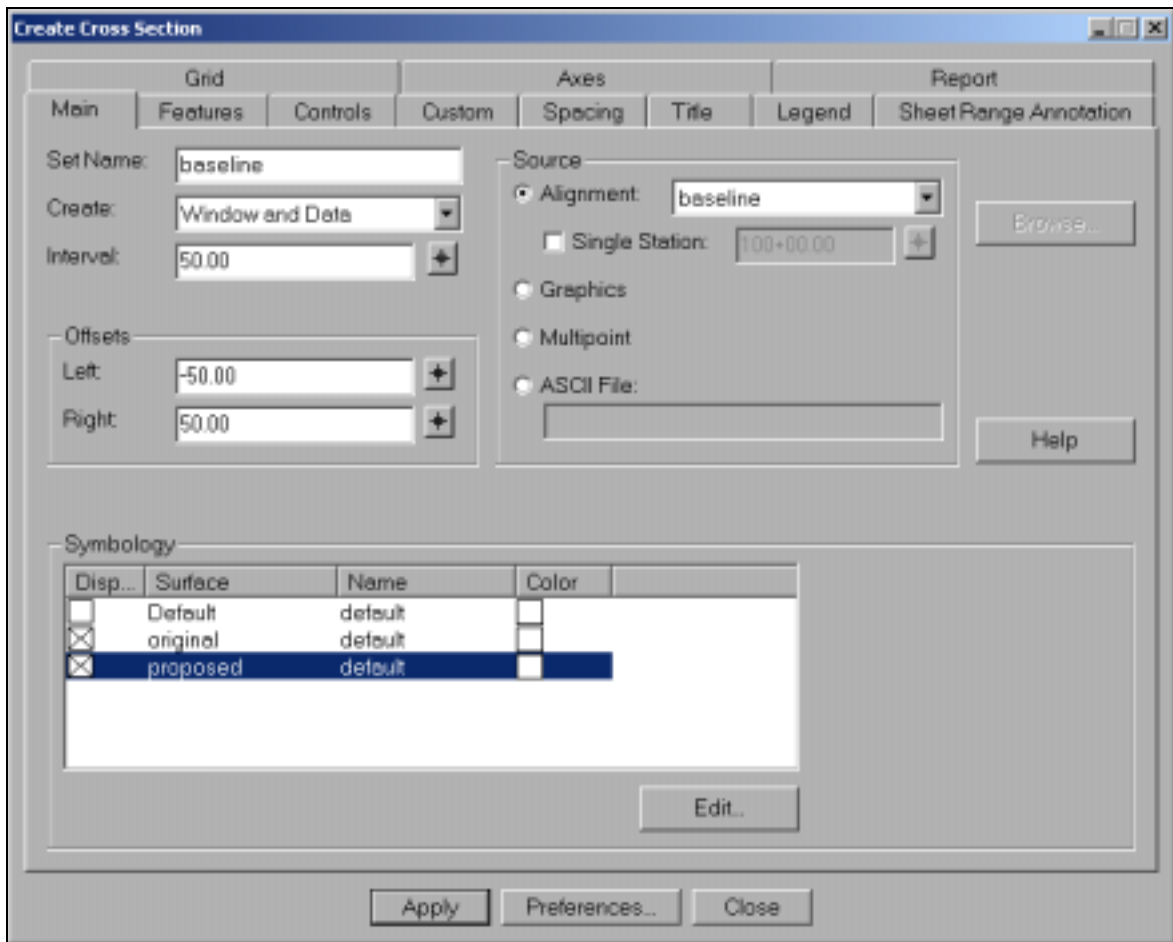 Create Cross Section
Grid Axes Report
Main Features Controls Custom Spacing Title Legend Sheet Range Annotation
Set Name: baseline
Create: Window and Data
Interval: 50.00
Source
Alignment: baseline
Single Station: 100+00.00
Graphics
Multipoint
ASCII File:
Browse...
Help
Offsets
Left: -50.00
Right: 50.00
Symbology
Disp... Surface Name Color
Default default
original default
proposed default
Edit...
Apply Preferences... Close